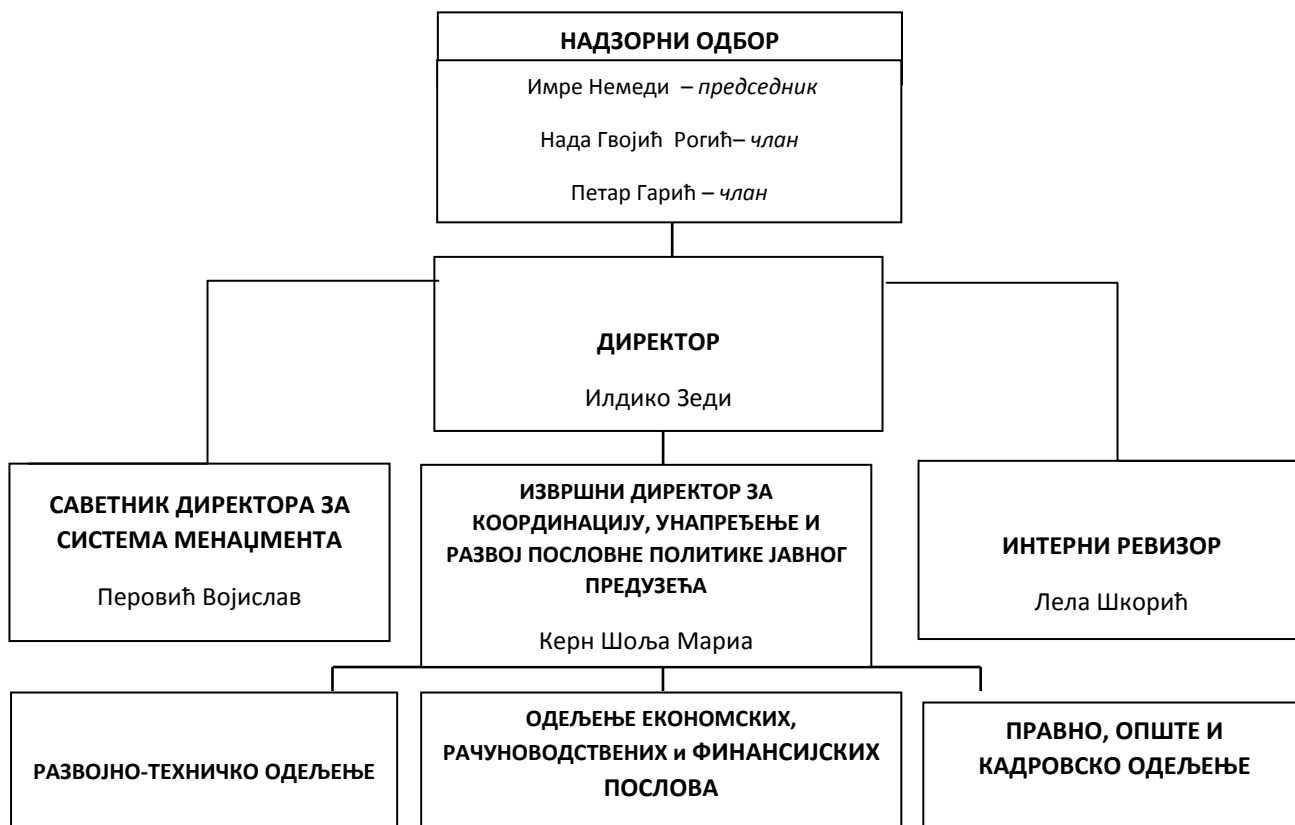 НАДЗОРНИ ОДБОР
Имре Немеди – председник
Нада Гвојић Рогић– члан
Петар Гарић – члан
ДИРЕКТОР
Илдико Зеди
САВЕТНИК ДИРЕКТОРА ЗА
СИСТЕМА МЕНАЏМЕНТА
Перовић Војислав
ИЗВРШНИ ДИРЕКТОР ЗА
КООРДИНАЦИЈУ, УНАПРЕЂЕЊЕ И
РАЗВОЈ ПОСЛОВНЕ ПОЛИТИКЕ ЈАВНОГ
ПРЕДУЗЕЋА
Керн Шоља Мариа
ИНТЕРНИ РЕВИЗОР
Лела Шкорић
РАЗВОЈНО-ТЕХНИЧКО ОДЕЉЕЊЕ
ОДЕЉЕЊЕ ЕКОНОМСКИХ,
РАЧУНОВОДСТВЕНИХ и ФИНАНСИЈСКИХ
ПОСЛОВА
ПРАВНО, ОПШТЕ И
КАДРОВСКО ОДЕЉЕЊЕ